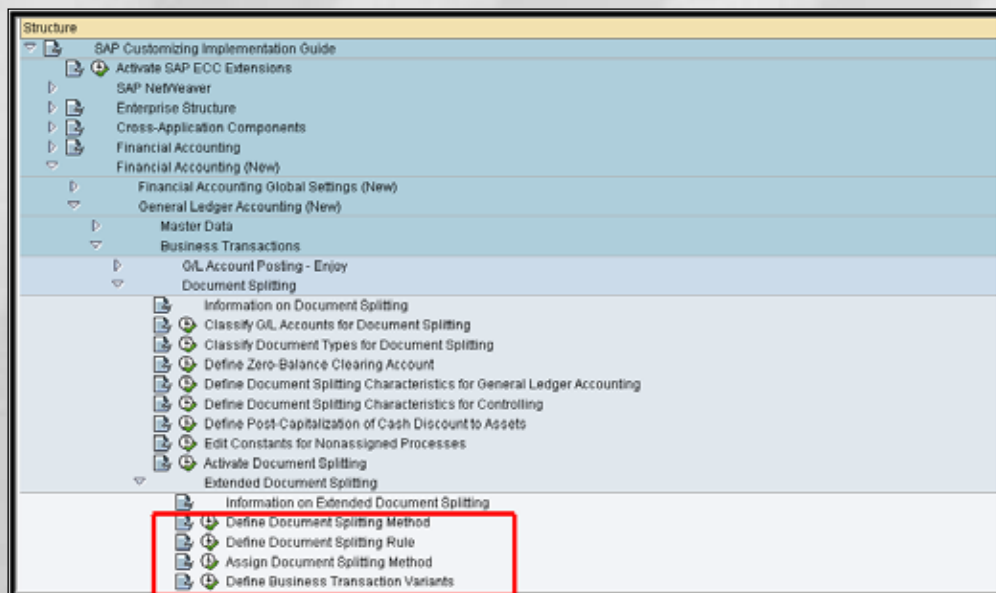 Structure
SAP Customizing Implementation Guide
Activate SAP ECC Extensions
SAP NetWeaver
Enterprise Structure
Cross-Application Components
Financial Accounting
Financial Accounting (New)
Financial Accounting Global Settings (New)
General Ledger Accounting (New)
Master Data
Business Transactions
G/L Account Posting - Enjoy
Document Splitting
Information on Document Splitting
Classify G/L Accounts for Document Splitting
Classify Document Types for Document Splitting
Define Zero-Balance Clearing Account
Define Document Splitting Characteristics for General Ledger Accounting
Define Document Splitting Characteristics for Controlling
Define Post-Capitalization of Cash Discount to Assets
Edit Constants for Nonassigned Processes
Activate Document Splitting
Extended Document Splitting
Information on Extended Document Splitting
Define Document Splitting Method
Define Document Splitting Rule
Assign Document Splitting Method
Define Business Transaction Variants